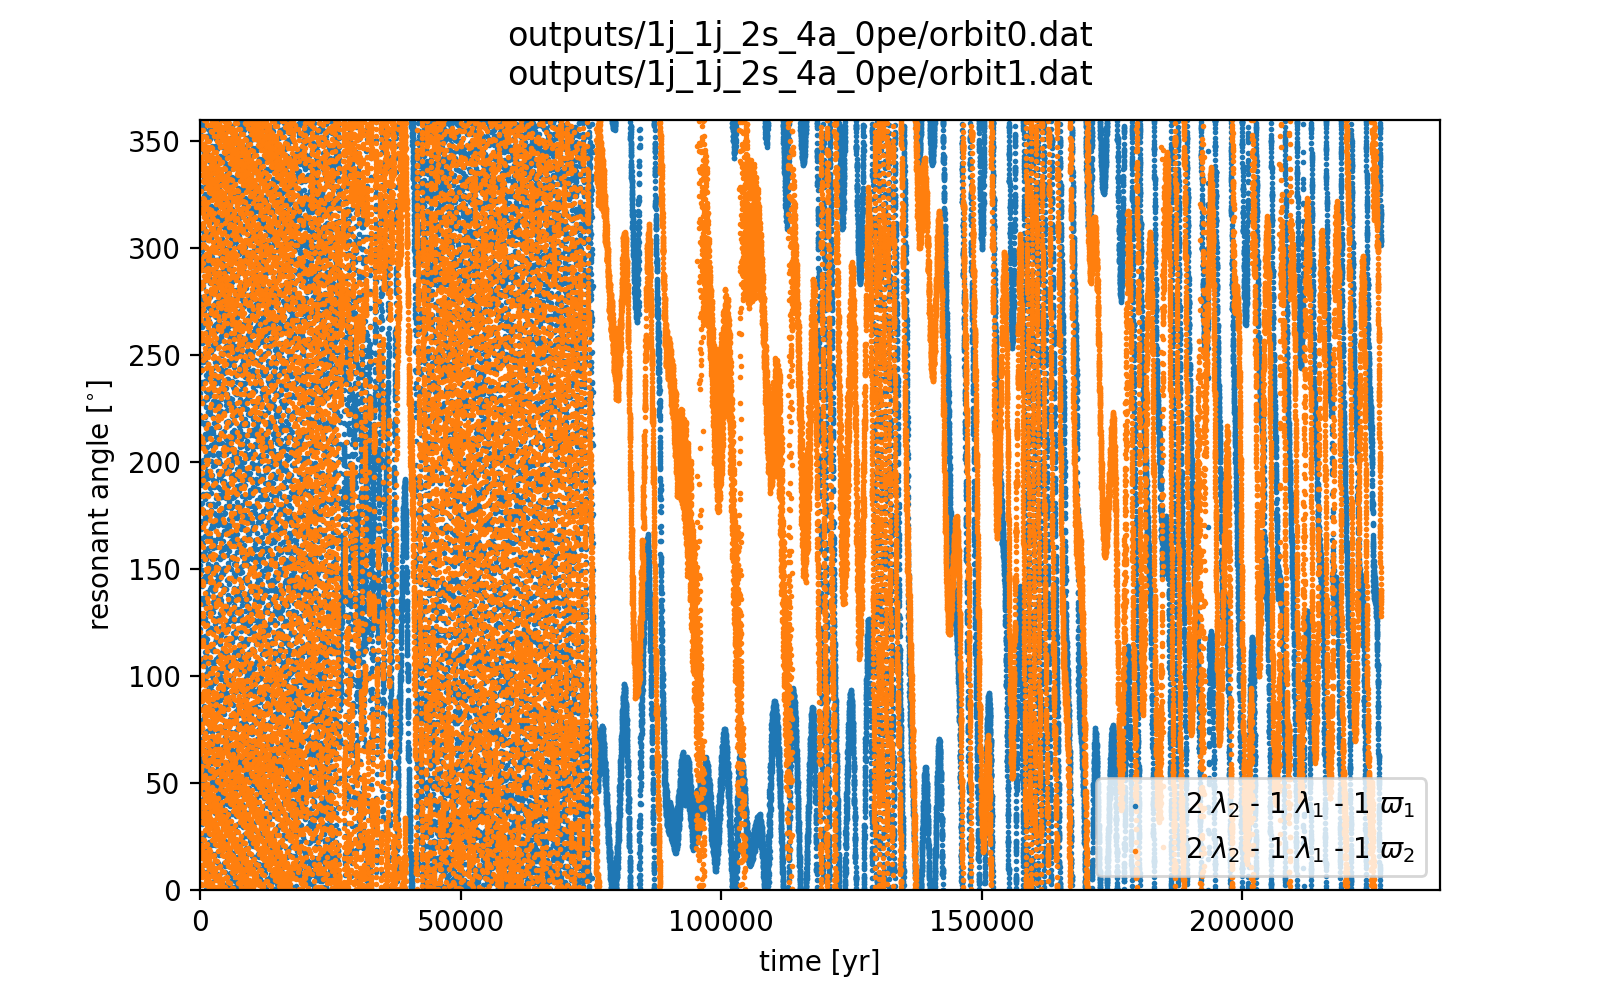 outputs/1j_1j_2s_4a_0pe/orbit0.dat
outputs/1j_1j_2s_4a_0pe/orbit1.dat
350
300
250
200
150
100
50
0
resonant angle [°]
2 λ₂ - 1 λ₁ - 1 ϖ₁
2 λ₂ - 1 λ₁ - 1 ϖ₂
0 50000 100000 150000 200000
time [yr]